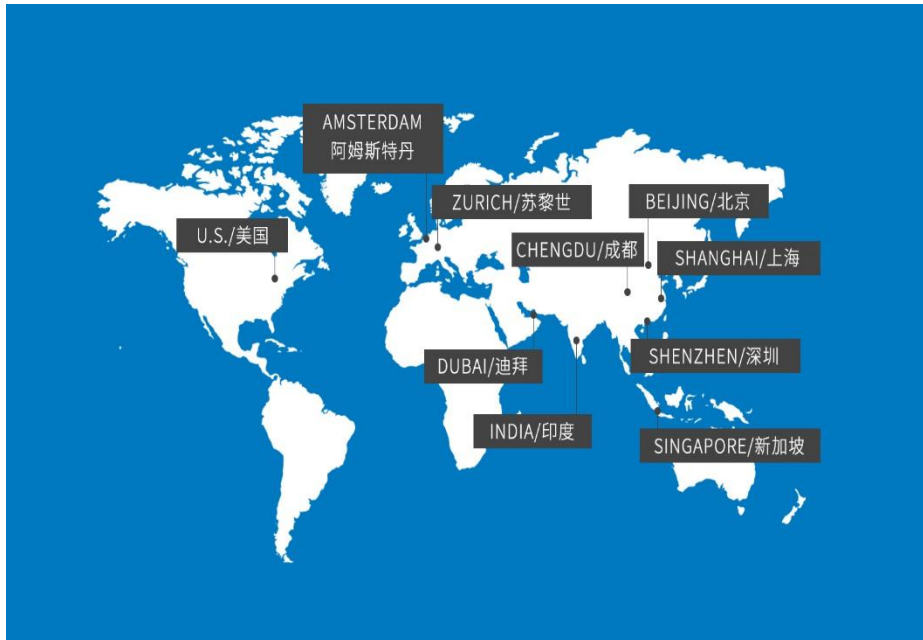 AMSTERDAM
阿姆斯特丹
ZURICH/苏黎世
BEIJING/北京
U.S./美国
CHENGDU/成都
SHANGHAI/上海
DUBAI/迪拜
SHENZHEN/深圳
INDIA/印度
SINGAPORE/新加坡